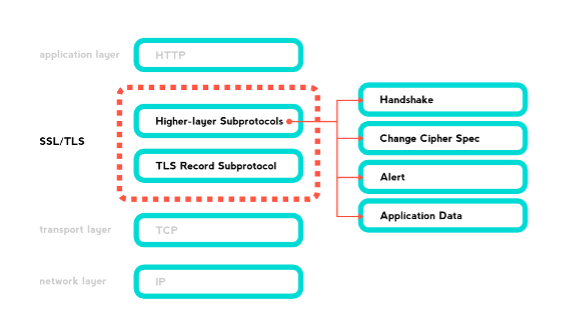 application layer
HTTP
SSL/TLS
Higher-layer Subprotocols
TLS Record Subprotocol
Handshake
Change Cipher Spec
Alert
Application Data
transport layer
TCP
network layer
IP